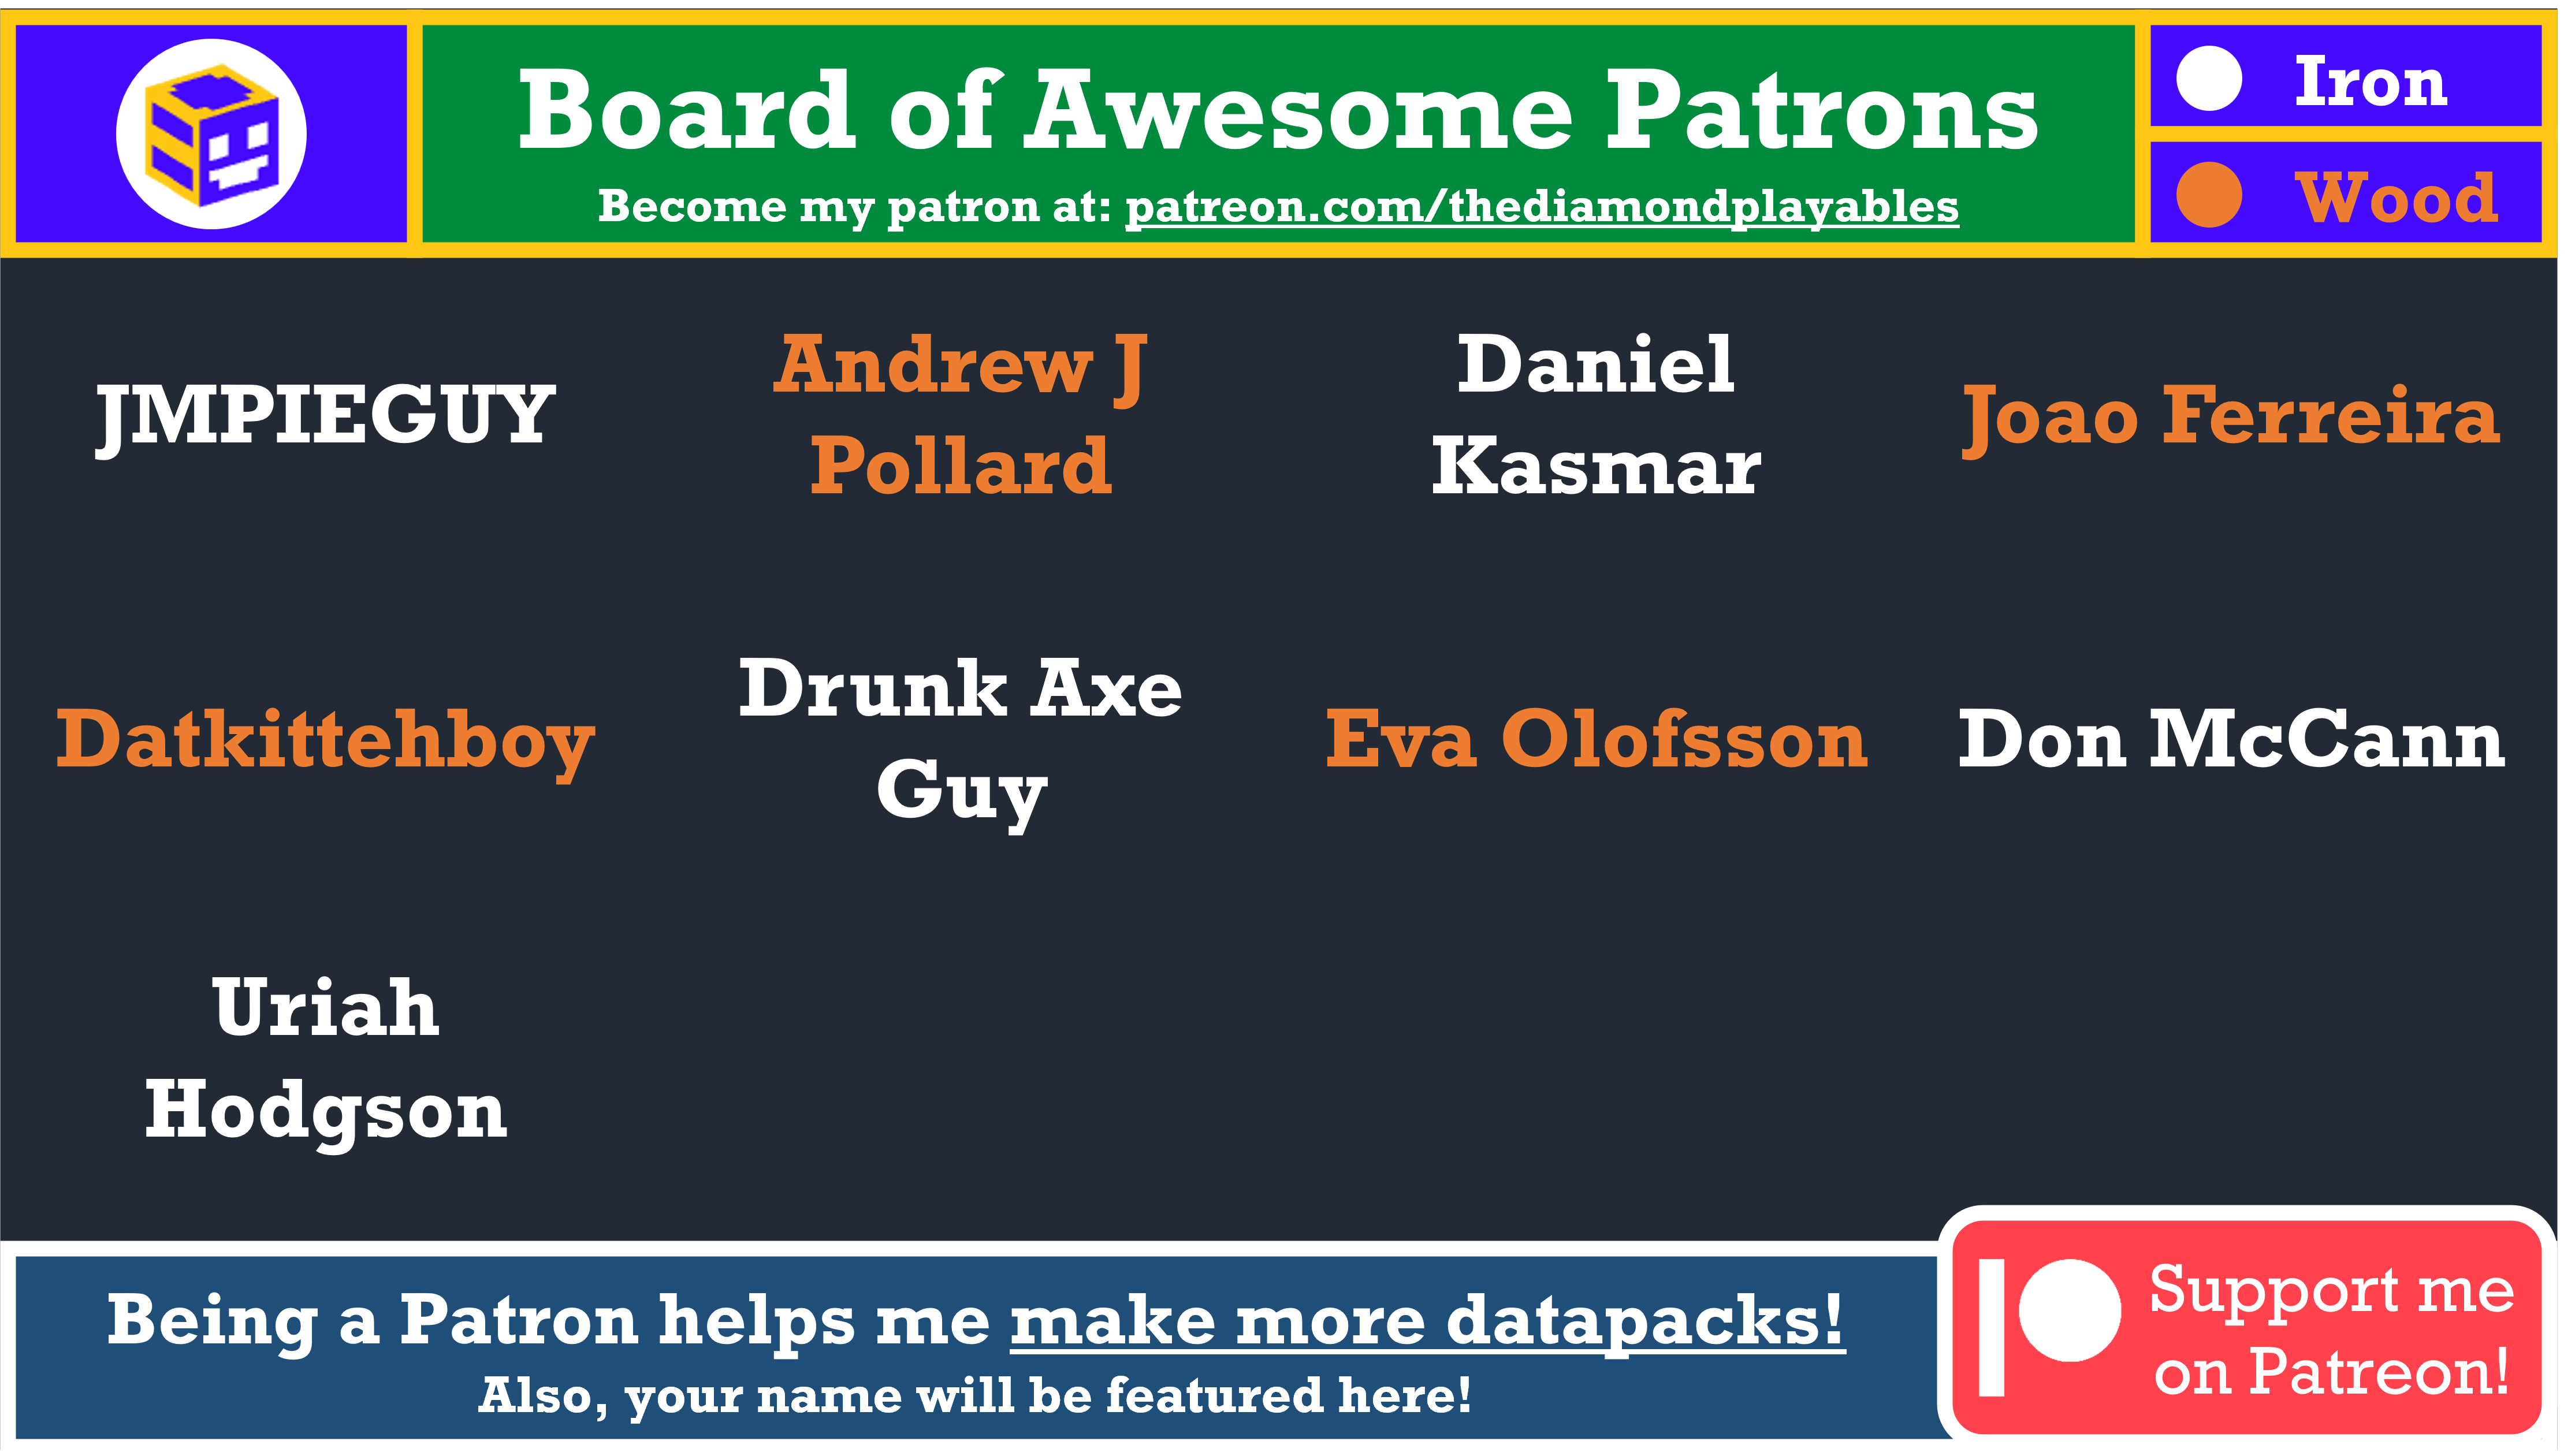 Board of Awesome Patrons
Become my patron at: patreon.com/thediamondplayables
Iron
Wood
JMPIEGUY
Andrew J
Pollard
Daniel
Kasmar
Joao Ferreira
Datkittehboy
Drunk Axe
Guy
Eva Olofsson
Don McCann
Uriah
Hodgson
Being a Patron helps me make more datapacks!
Also, your name will be featured here!
Support me
on Patreon!